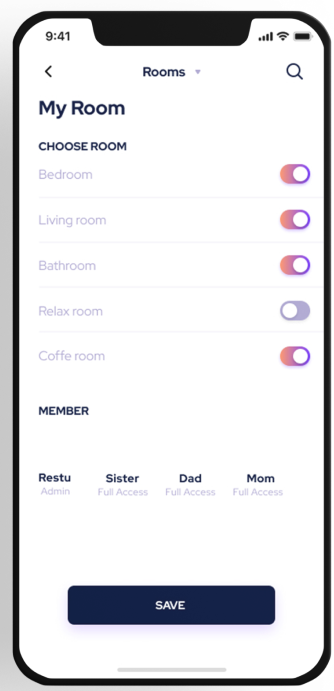 9:41
Rooms
My Room
CHOOSE ROOM
Bedroom
Living room
Bathroom
Relax room
Coffe room
MEMBER
Restu Sister Dad Mom
Admin Full Access Full Access Full Access
SAVE